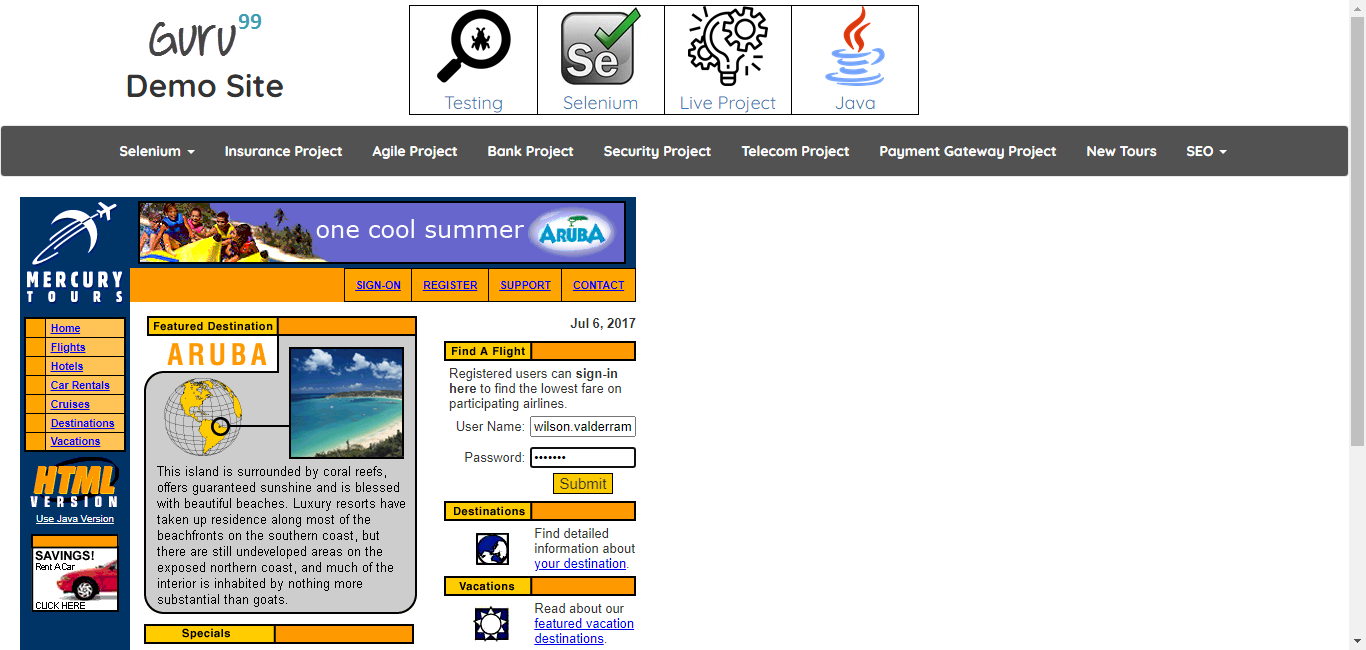 Guru99
Demo Site
Testing
Selenium
Live Project
Java
Selenium
Insurance Project
Agile Project
Bank Project
Security Project
Telecom Project
Payment Gateway Project
New Tours
SEO
MERCURY
TOURS
one cool summer
ARUBA
SIGN-ON
REGISTER
SUPPORT
CONTACT
Home
Flights
Hotels
Car Rentals
Cruises
Destinations
Vacations
HTML
VERSION
Use Java Version
SAVINGS!
Rent A Car
CLICK HERE
Featured Destination
ARUBA
This island is surrounded by coral reefs,
offers guaranteed sunshine and is blessed
with beautiful beaches. Luxury resorts have
taken up residence along most of the
beachfronts on the southern coast, but
there are still undeveloped areas on the
exposed northern coast, and much of the
interior is inhabited by nothing more
substantial than goats.
Specials
Jul 6, 2017
Find A Flight
Registered users can sign-in
here to find the lowest fare on
participating airlines.
User Name: wilson.valderram
Password: •••••••
Submit
Destinations
Find detailed
information about
your destination.
Vacations
Read about our
featured vacation
destinations.